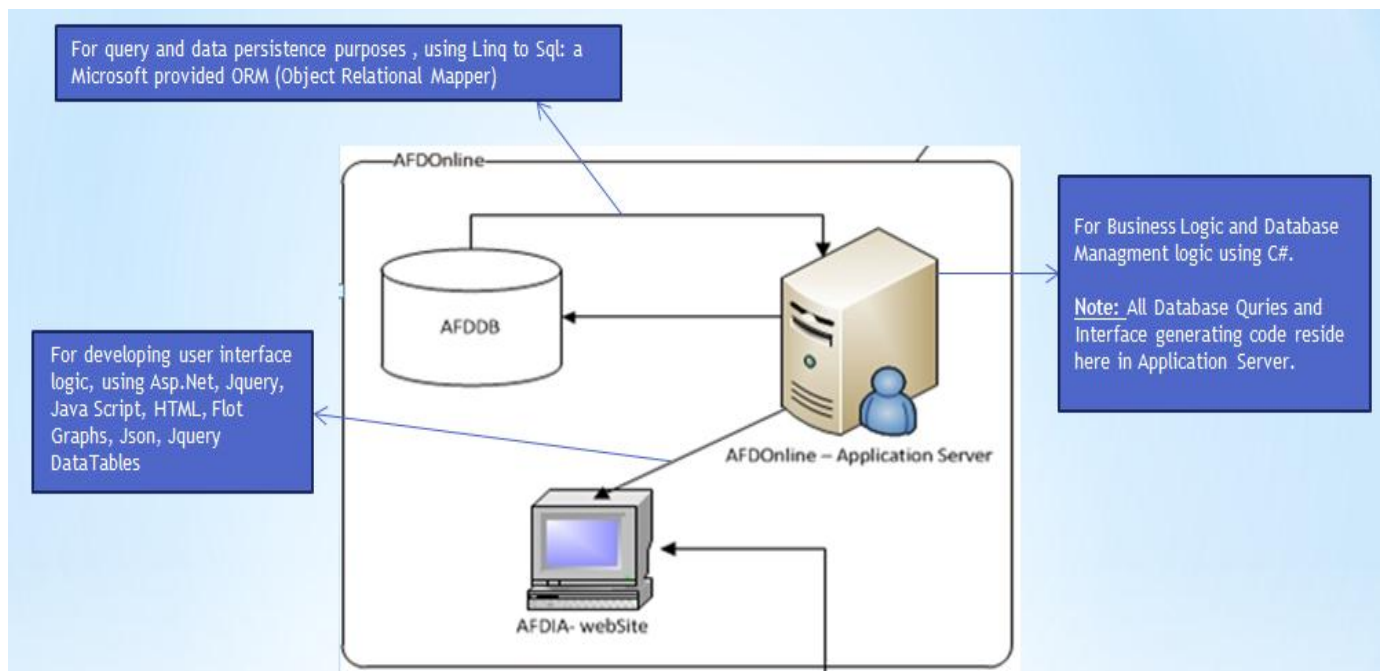 For query and data persistence purposes , using Linq to Sql: a
Microsoft provided ORM (Object Relational Mapper)
AFDOnline
For Business Logic and Database
Managment logic using C#.
Note: All Database Quries and
Interface generating code reside
here in Application Server.
AFDDB
For developing user interface
logic, using Asp.Net, Jquery,
Java Script, HTML, Flot
Graphs, Json, Jquery
DataTables
AFDOnline – Application Server
AFDIA- webSite